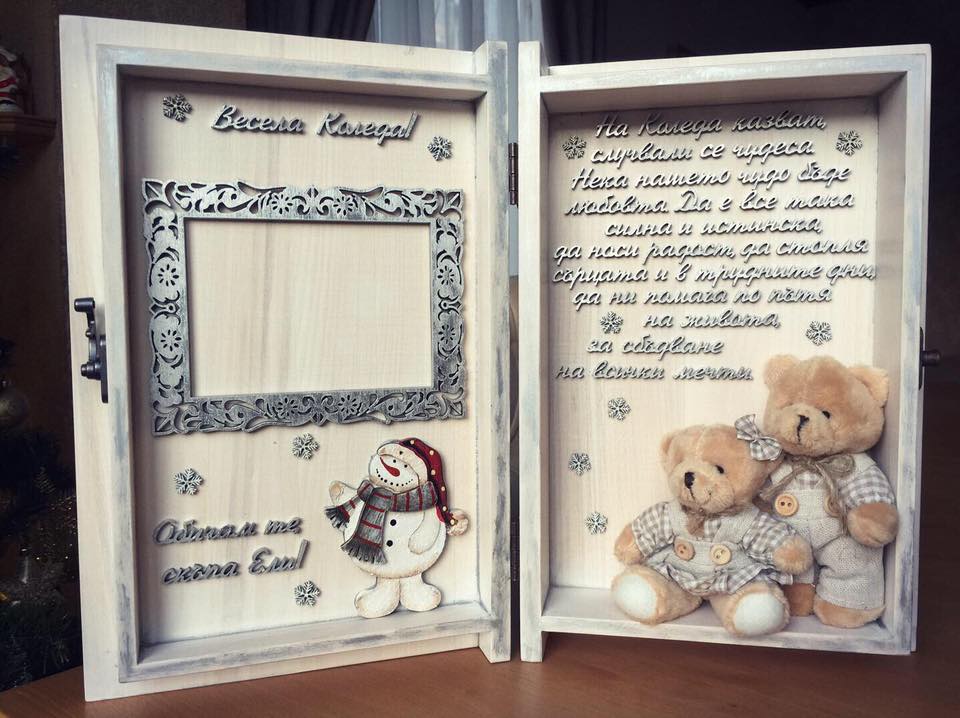 Весела Коледа!
Обичам те,
скъпа Ели!
На Коледа казват,
случвали се чудеса
Нека нашето чудо бъде
любовта. Да е все така
силна и истинска,
да носи радост, да стопля
сърцата и в трудните дни,
да ни помага по пътя
на живота,
за сбъдване
на всички мечти.